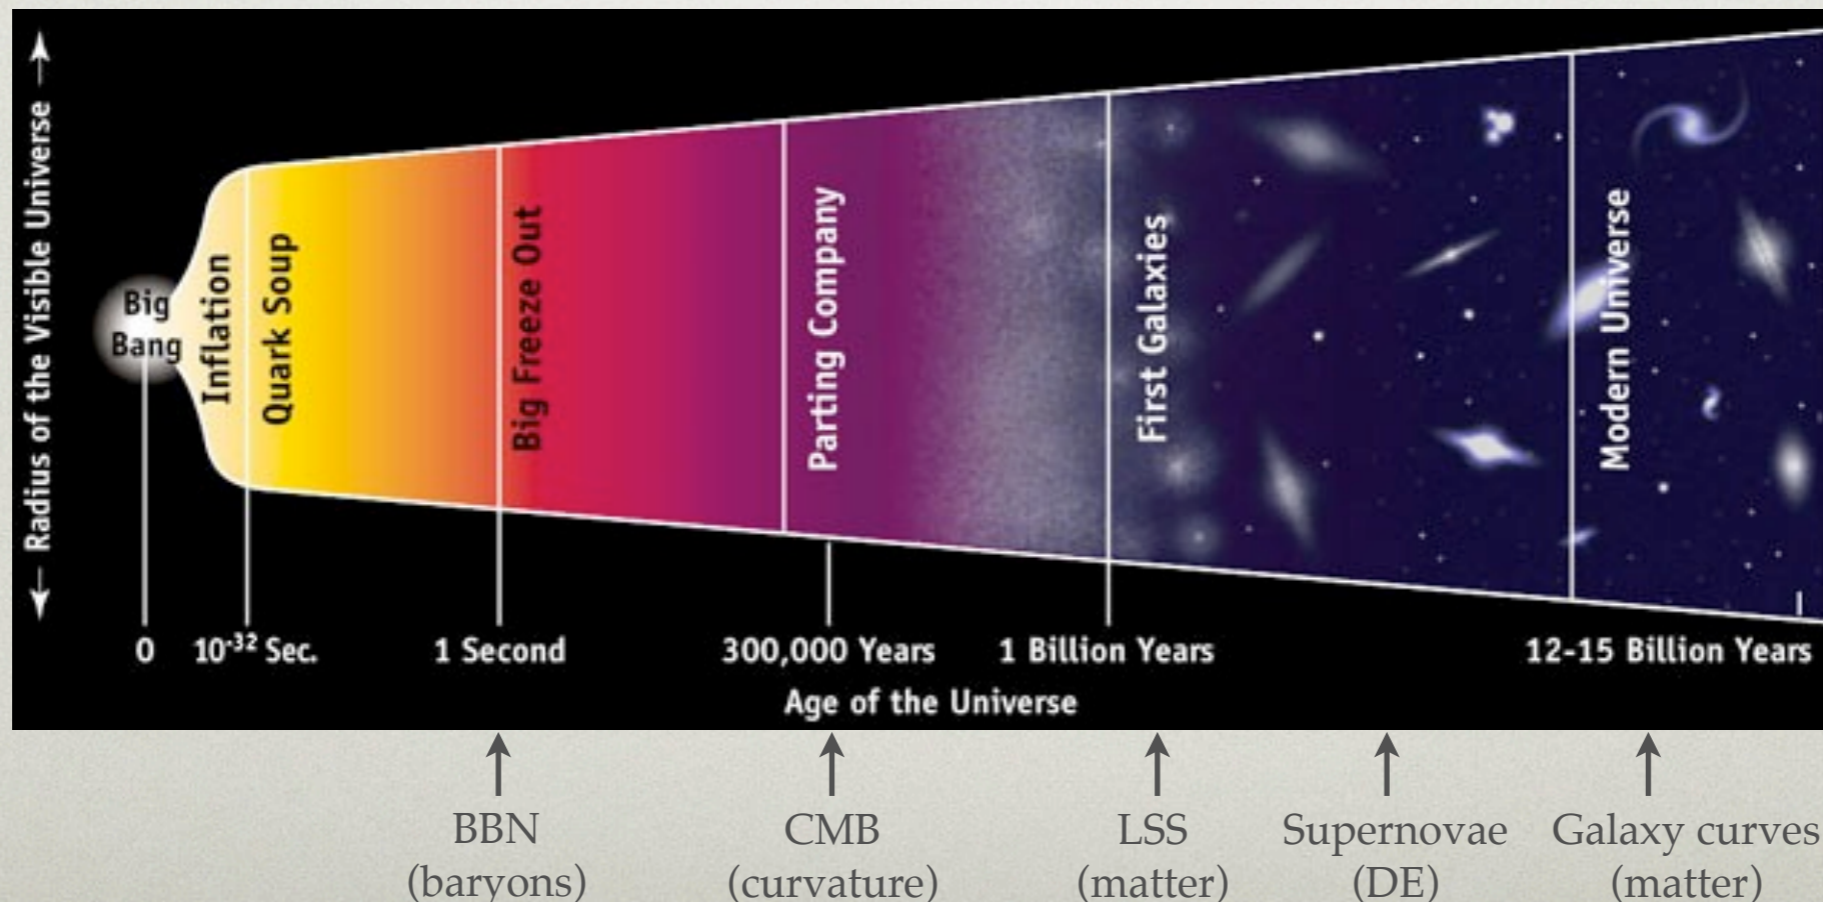 ← Radius of the Visible Universe →
Big
Bang
Inflation
Quark Soup
Big Freeze Out
Parting Company
First Galaxies
Modern Universe
0
10⁻³² Sec.
1 Second
300,000 Years
1 Billion Years
12-15 Billion Years
Age of the Universe
BBN
(baryons)
CMB
(curvature)
LSS
(matter)
Supernovae
(DE)
Galaxy curves
(matter)